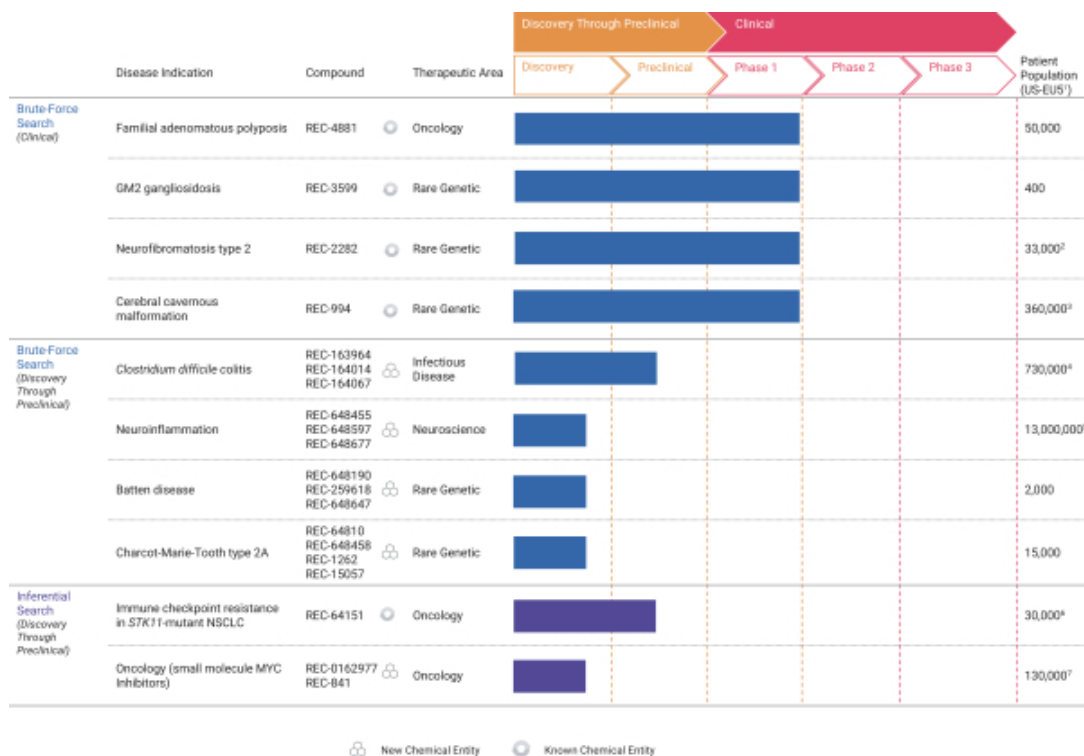 Discovery Through Preclinical
Clinical
Disease Indication
Compound
Therapeutic Area
Discovery
Preclinical
Phase 1
Phase 2
Phase 3
Patient
Population
(US-EU5¹)
Brute-Force
Search
(Clinical)
Familial adenomatous polyposis
REC-4881
Oncology
50,000
GM2 gangliosidosis
REC-3599
Rare Genetic
400
Neurofibromatosis type 2
REC-2282
Rare Genetic
33,000²
Cerebral cavernous
malformation
REC-994
Rare Genetic
360,000³
Brute-Force
Search
(Discovery
Through
Preclinical)
Clostridium difficile colitis
REC-163964
REC-164014
REC-164067
Infectious
Disease
730,000⁴
Neuroinflammation
REC-648455
REC-648597
REC-648677
Neuroscience
13,000,000
Batten disease
REC-648190
REC-259618
REC-648647
Rare Genetic
2,000
Charcot-Marie-Tooth type 2A
REC-64810
REC-648458
REC-1262
REC-15057
Rare Genetic
15,000
Inferential
Search
(Discovery
Through
Preclinical)
Immune checkpoint resistance
in STK11-mutant NSCLC
REC-64151
Oncology
30,000⁶
Oncology (small molecule MYC
Inhibitors)
REC-0162977
REC-841
Oncology
130,000⁷
New Chemical Entity
Known Chemical Entity